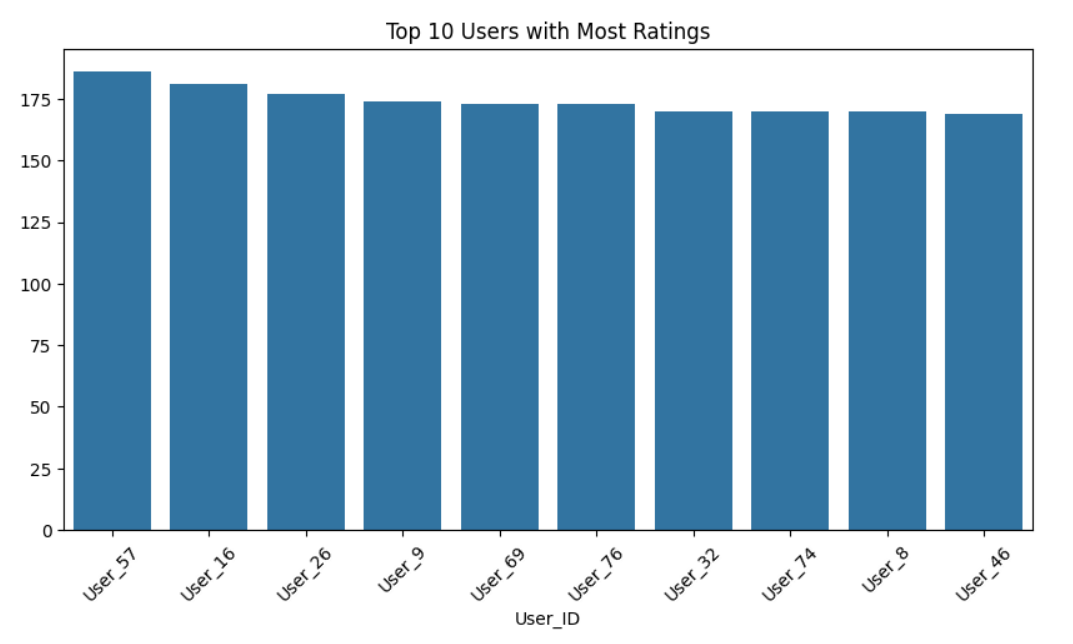 Top 10 Users with Most Ratings
175
150
125
100
75
50
25
0
User_57 User_16 User_26 User_9 User_69 User_76 User_32 User_74 User_8 User_46
User_ID